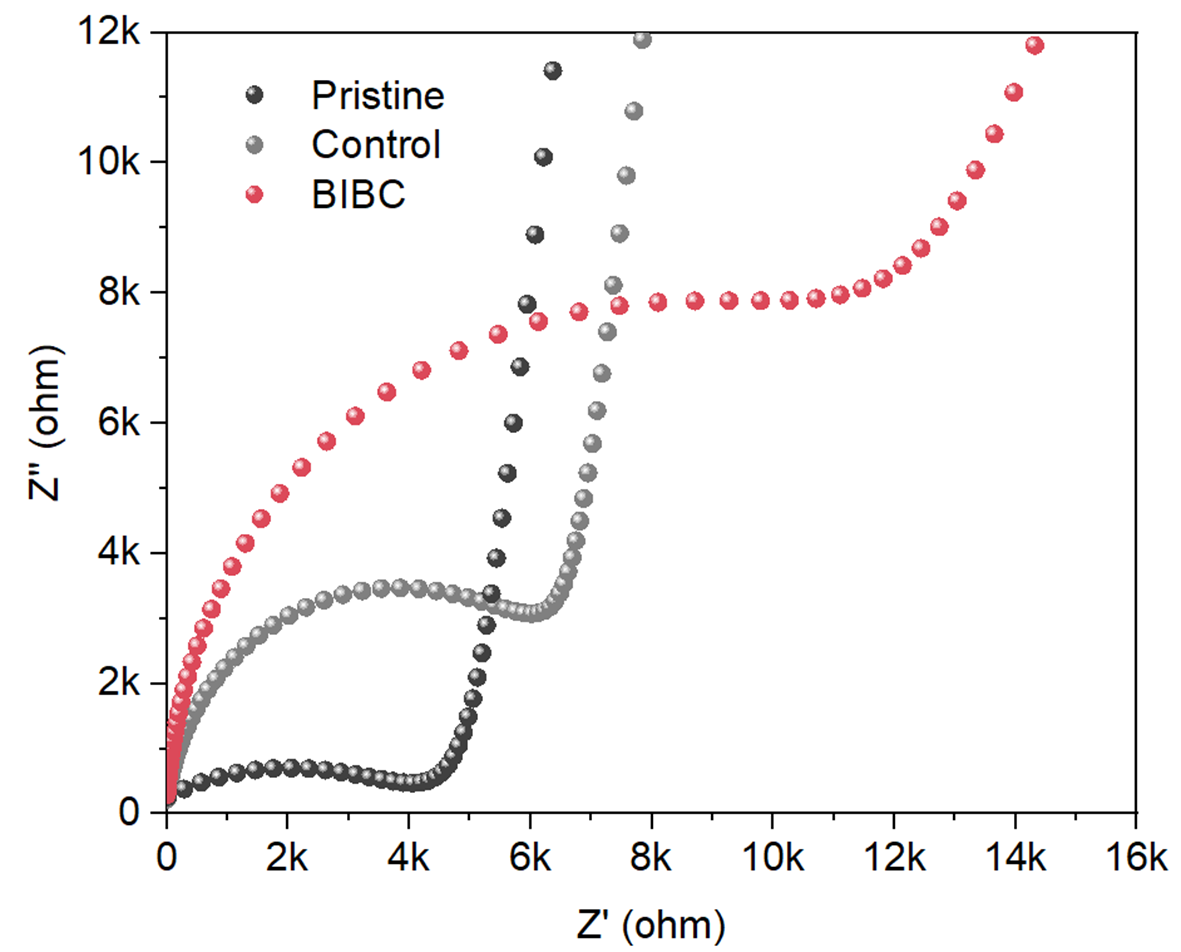 12k
10k
8k
6k
4k
2k
0
Z'' (ohm)
Pristine
Control
BIBC
0 2k 4k 6k 8k 10k 12k 14k 16k
Z' (ohm)